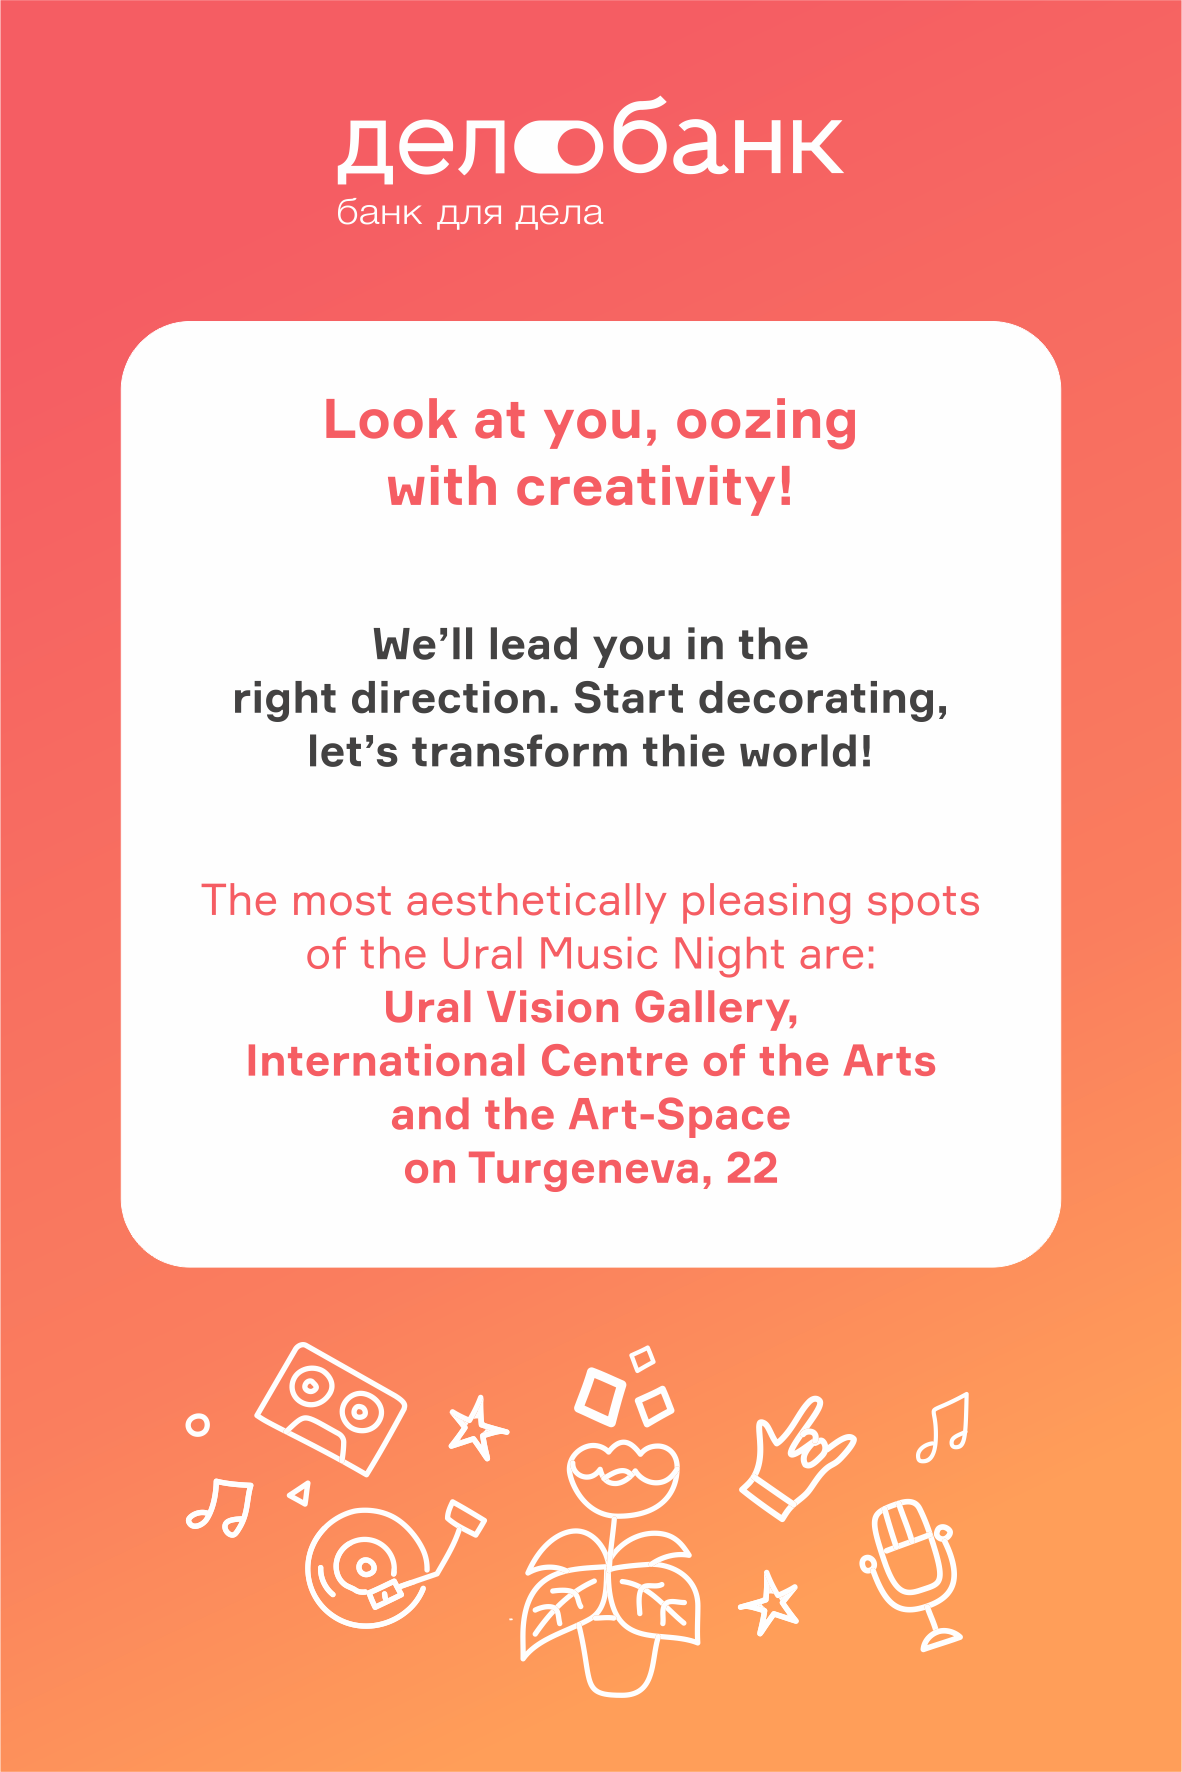 делобанк
банк для дела
Look at you, oozing
with creativity!
We’ll lead you in the
right direction. Start decorating,
let’s transform thie world!
The most aesthetically pleasing spots
of the Ural Music Night are:
Ural Vision Gallery,
International Centre of the Arts
and the Art-Space
on Turgeneva, 22